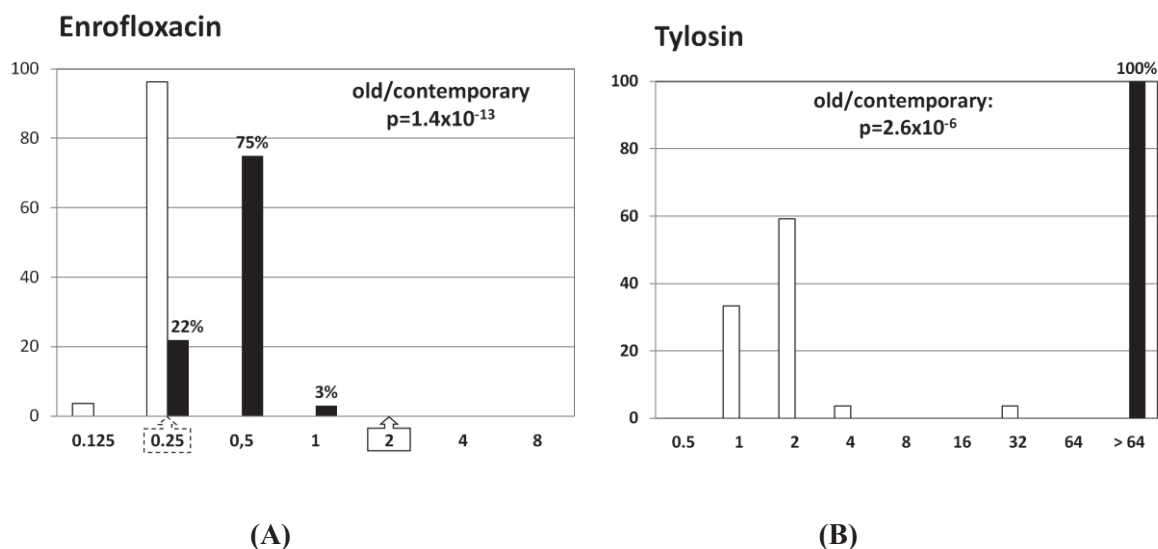 Enrofloxacin
100
80
60
40
20
0
old/contemporary
p=1.4x10-13
75%
22%
3%
0.125 0.25 0,5 1 2 4 8
(A)
Tylosin
100
80
60
40
20
0
old/contemporary:
p=2.6x10-6
100%
0.5 1 2 4 8 16 32 64 > 64
(B)